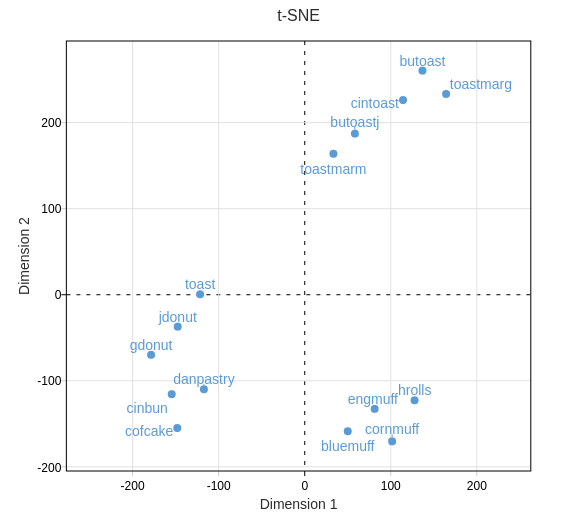 t-SNE
butoast
toastmarg
cintoast
butoastj
toastmarm
toast
jdonut
gdonut
danpastry
cinbun
cofcake
hrolls
engmuff
cornmuff
bluemuff
200
100
0
-100
-200
-200 -100 0 100 200
Dimension 1
Dimension 2